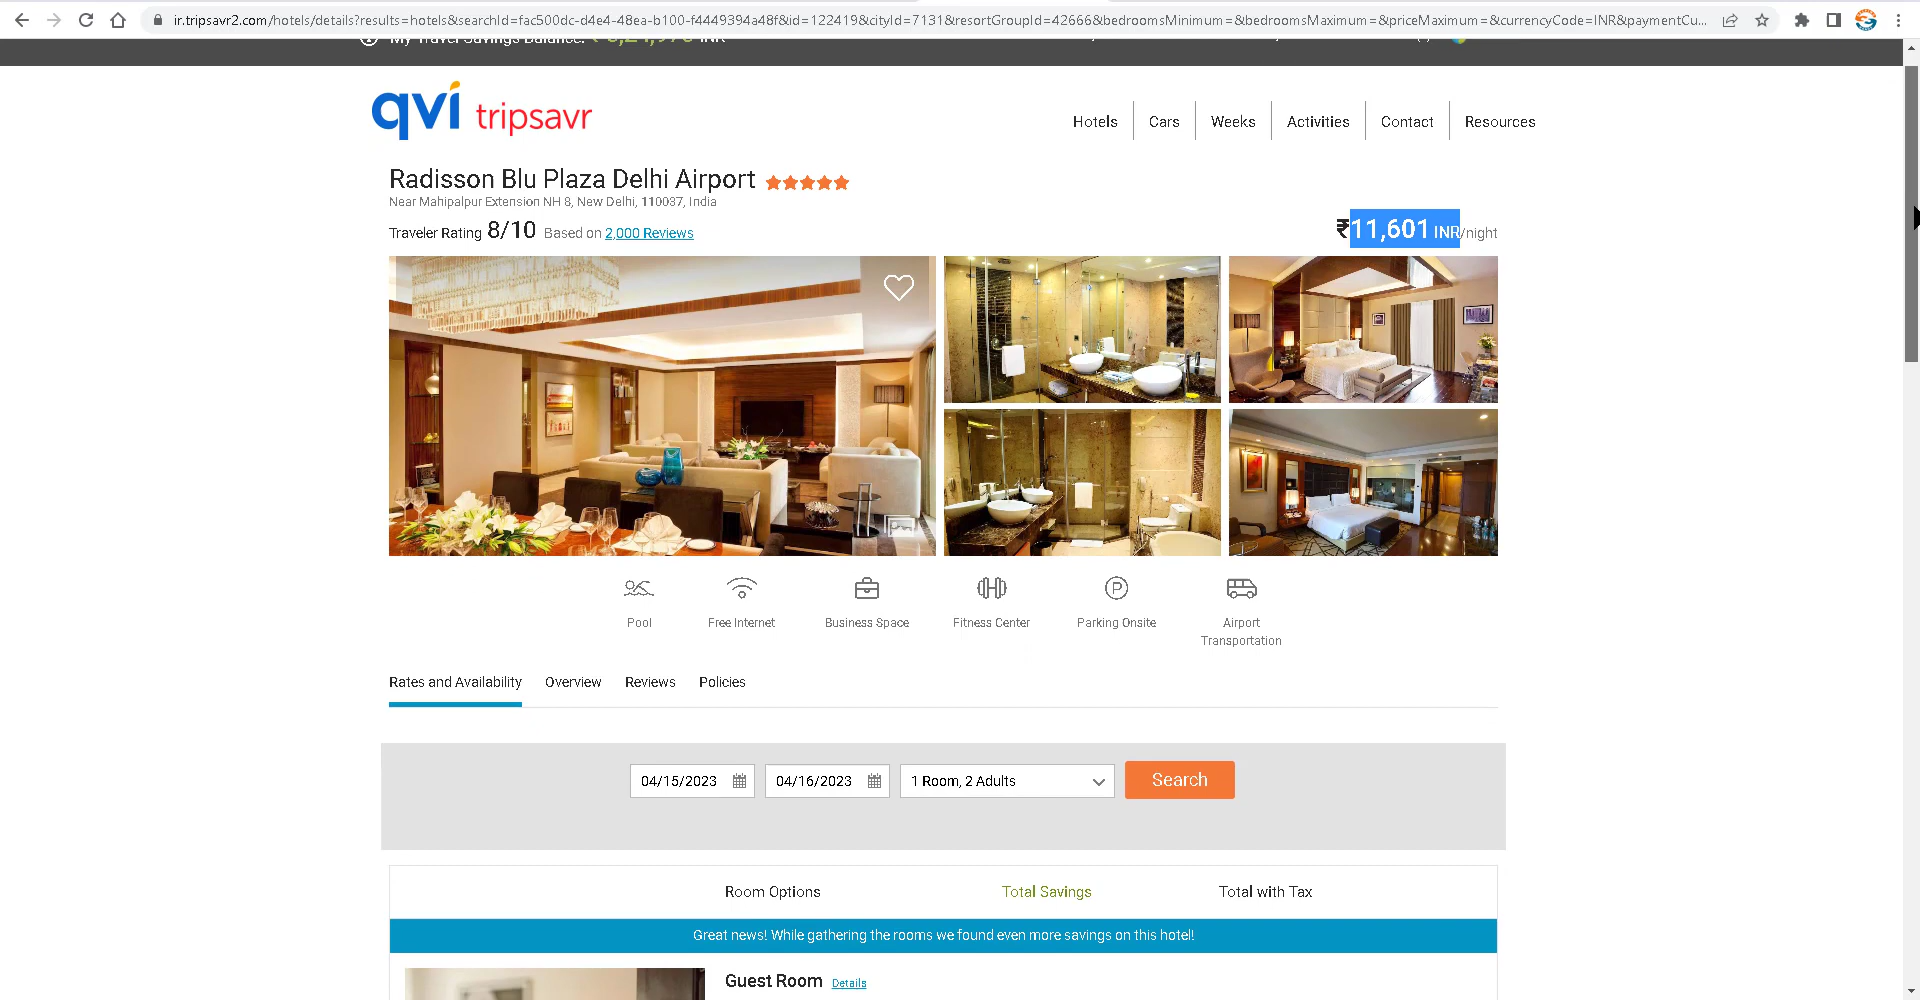 ir.tripsavr2.com/hotels/details?results=hotels&searchId=fac500dc-d4e4-48ea-b100-f4449394a48f&id=122419&cityId=7131&resortGroupId=42666&bedroomsMinimum=&bedroomsMaximum=&priceMaximum=&currencyCode=INR&paymentCu...
My Travel Savings Balance: INR
qvi tripsavr
Hotels Cars Weeks Activities Contact Resources
Radisson Blu Plaza Delhi Airport
Near Mahipalpur Extension NH 8, New Delhi, 110037, India
Traveler Rating 8/10 Based on 2,000 Reviews
₹11,601 INR/night
Pool Free Internet Business Space Fitness Center Parking Onsite Airport
Transportation
Rates and Availability Overview Reviews Policies
04/15/2023 04/16/2023 1 Room, 2 Adults Search
Room Options Total Savings Total with Tax
Great news! While gathering the rooms we found even more savings on this hotel!
Guest Room Details